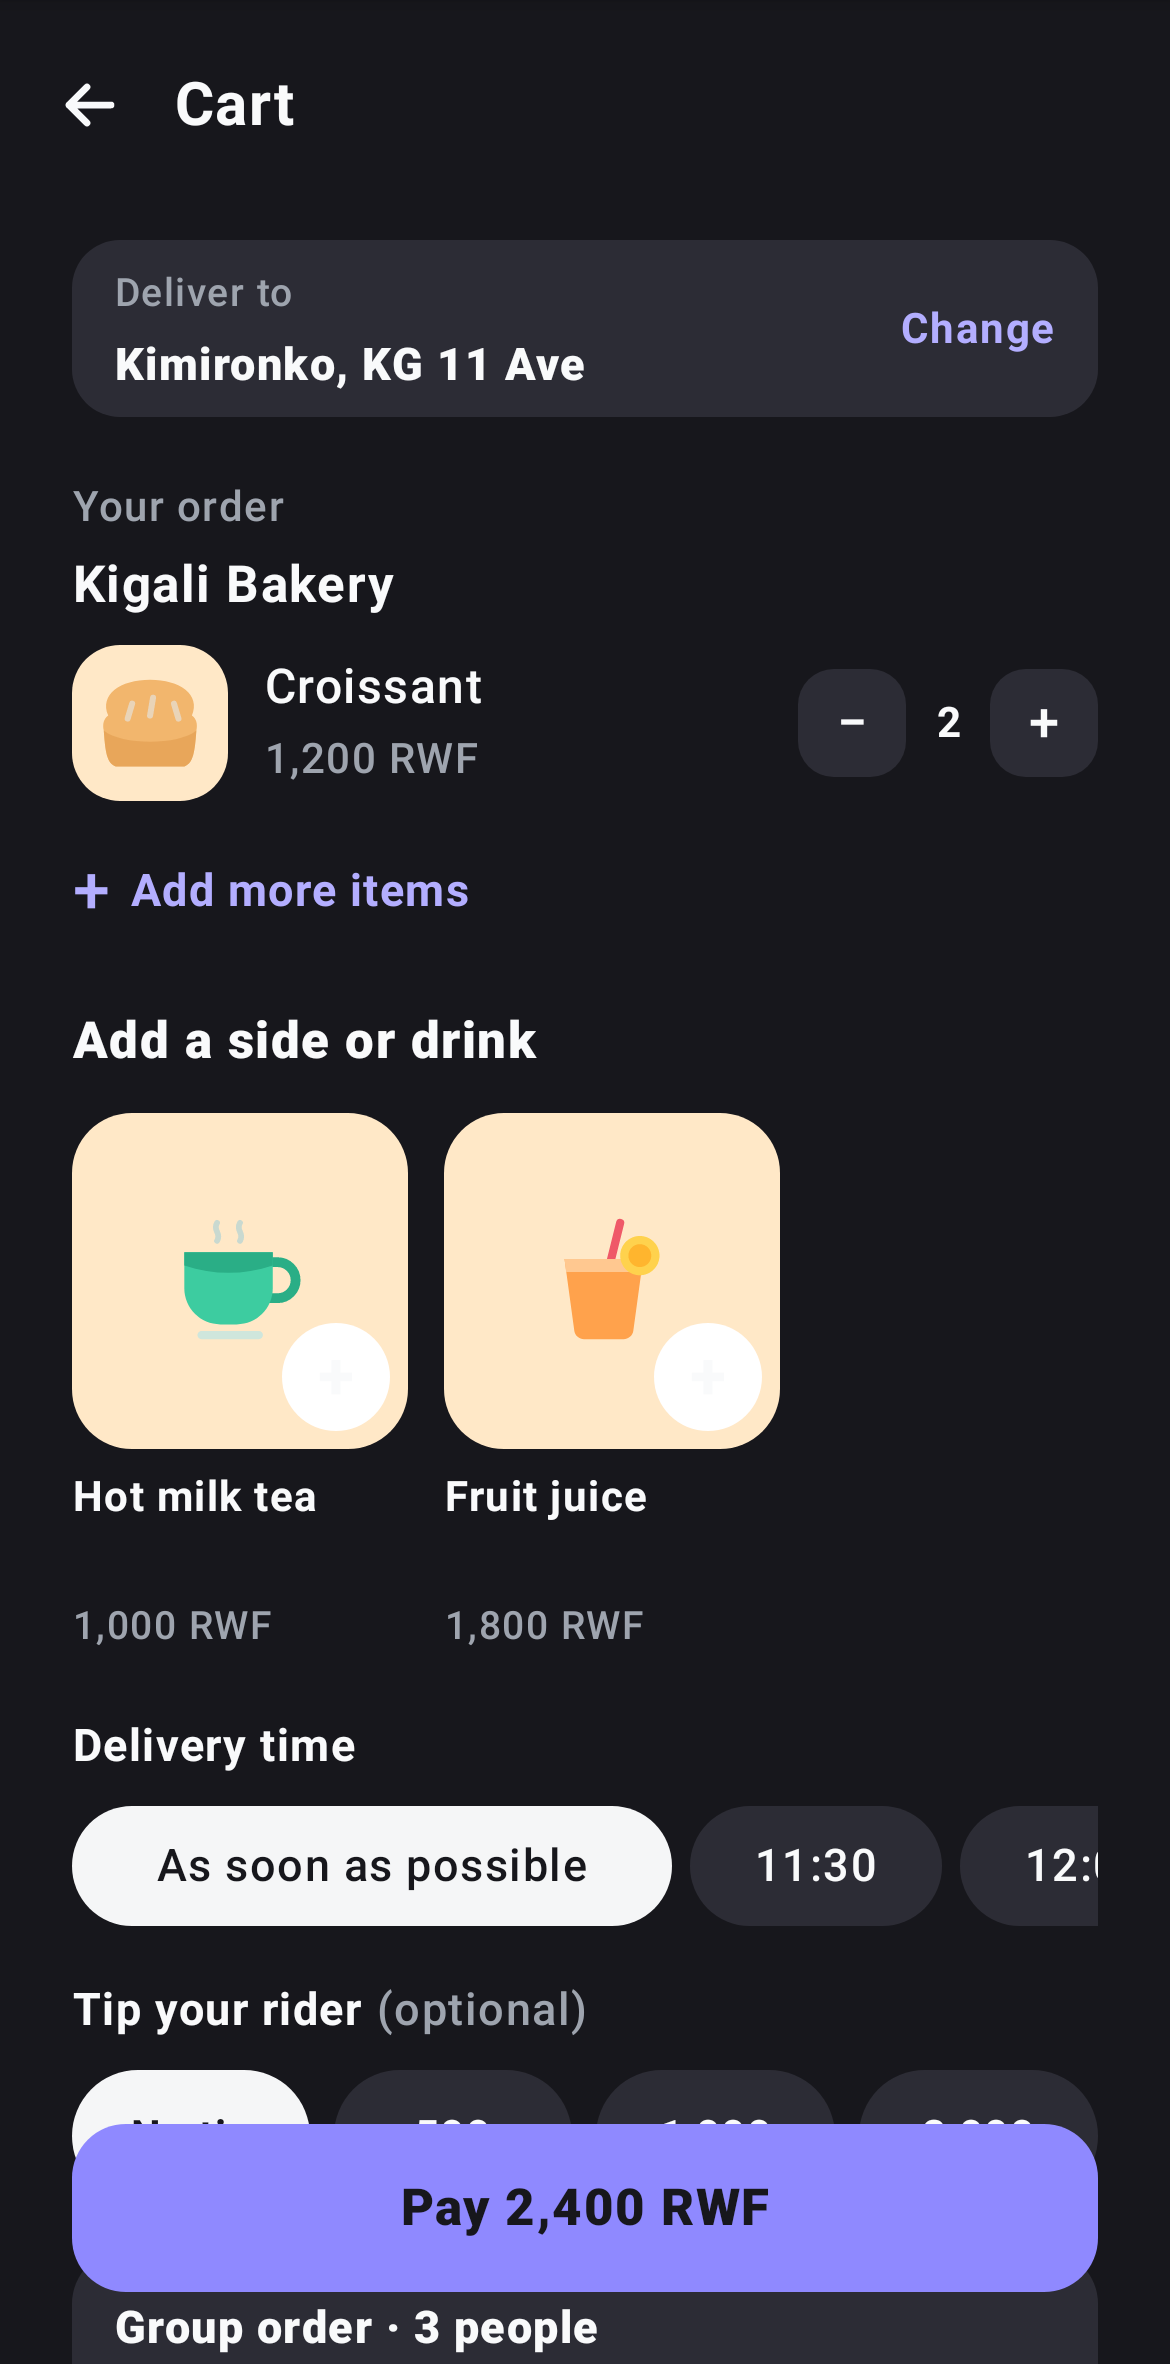 Cart
Deliver to
Kimironko, KG 11 Ave
Change
Your order
Kigali Bakery
Croissant
1,200 RWF
− 2 +
+ Add more items
Add a side or drink
+ +
Hot milk tea Fruit juice
1,000 RWF 1,800 RWF
Delivery time
As soon as possible 11:30
Tip your rider (optional)
Pay 2,400 RWF
Group order · 3 people